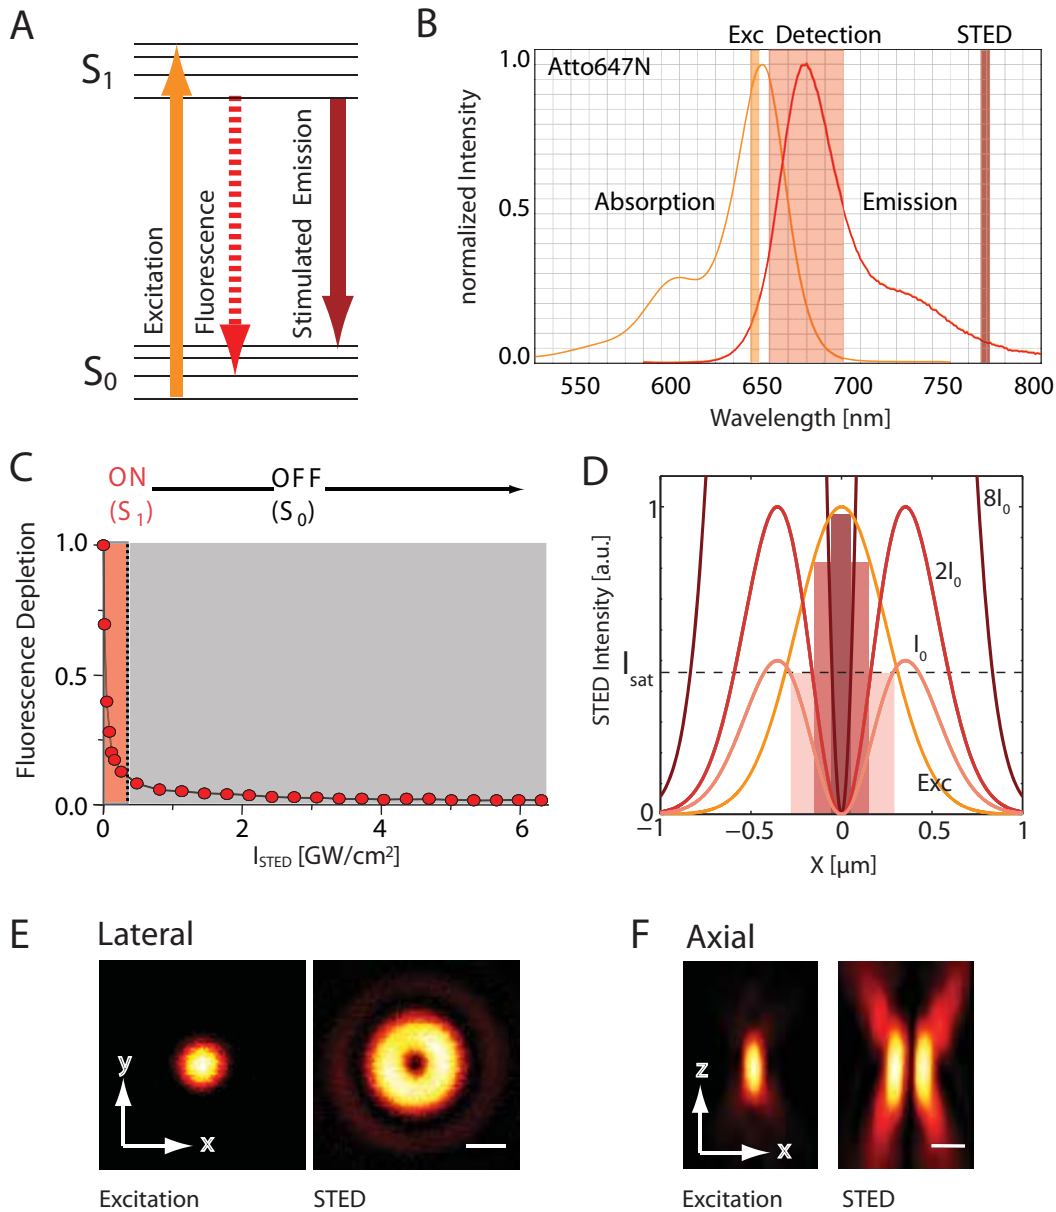 A
S1
S0
Excitation
Fluorescence
Stimulated Emission
B
Exc Detection STED
Atto647N
1.0
0.5
0.0
normalized Intensity
Absorption
Emission
550 600 650 700 750 800
Wavelength [nm]
C
ON
(S1)
OFF
(S0)
Fluorescence Depletion
1.0
0.5
0.0
0 2 4 6
ISTED [GW/cm²]
D
STED Intensity [a.u.]
1
0
Isat
8I0
2I0
I0
Exc
−1 −0.5 0 0.5 1
X [µm]
E Lateral
y
x
Excitation STED
F Axial
z
x
Excitation STED